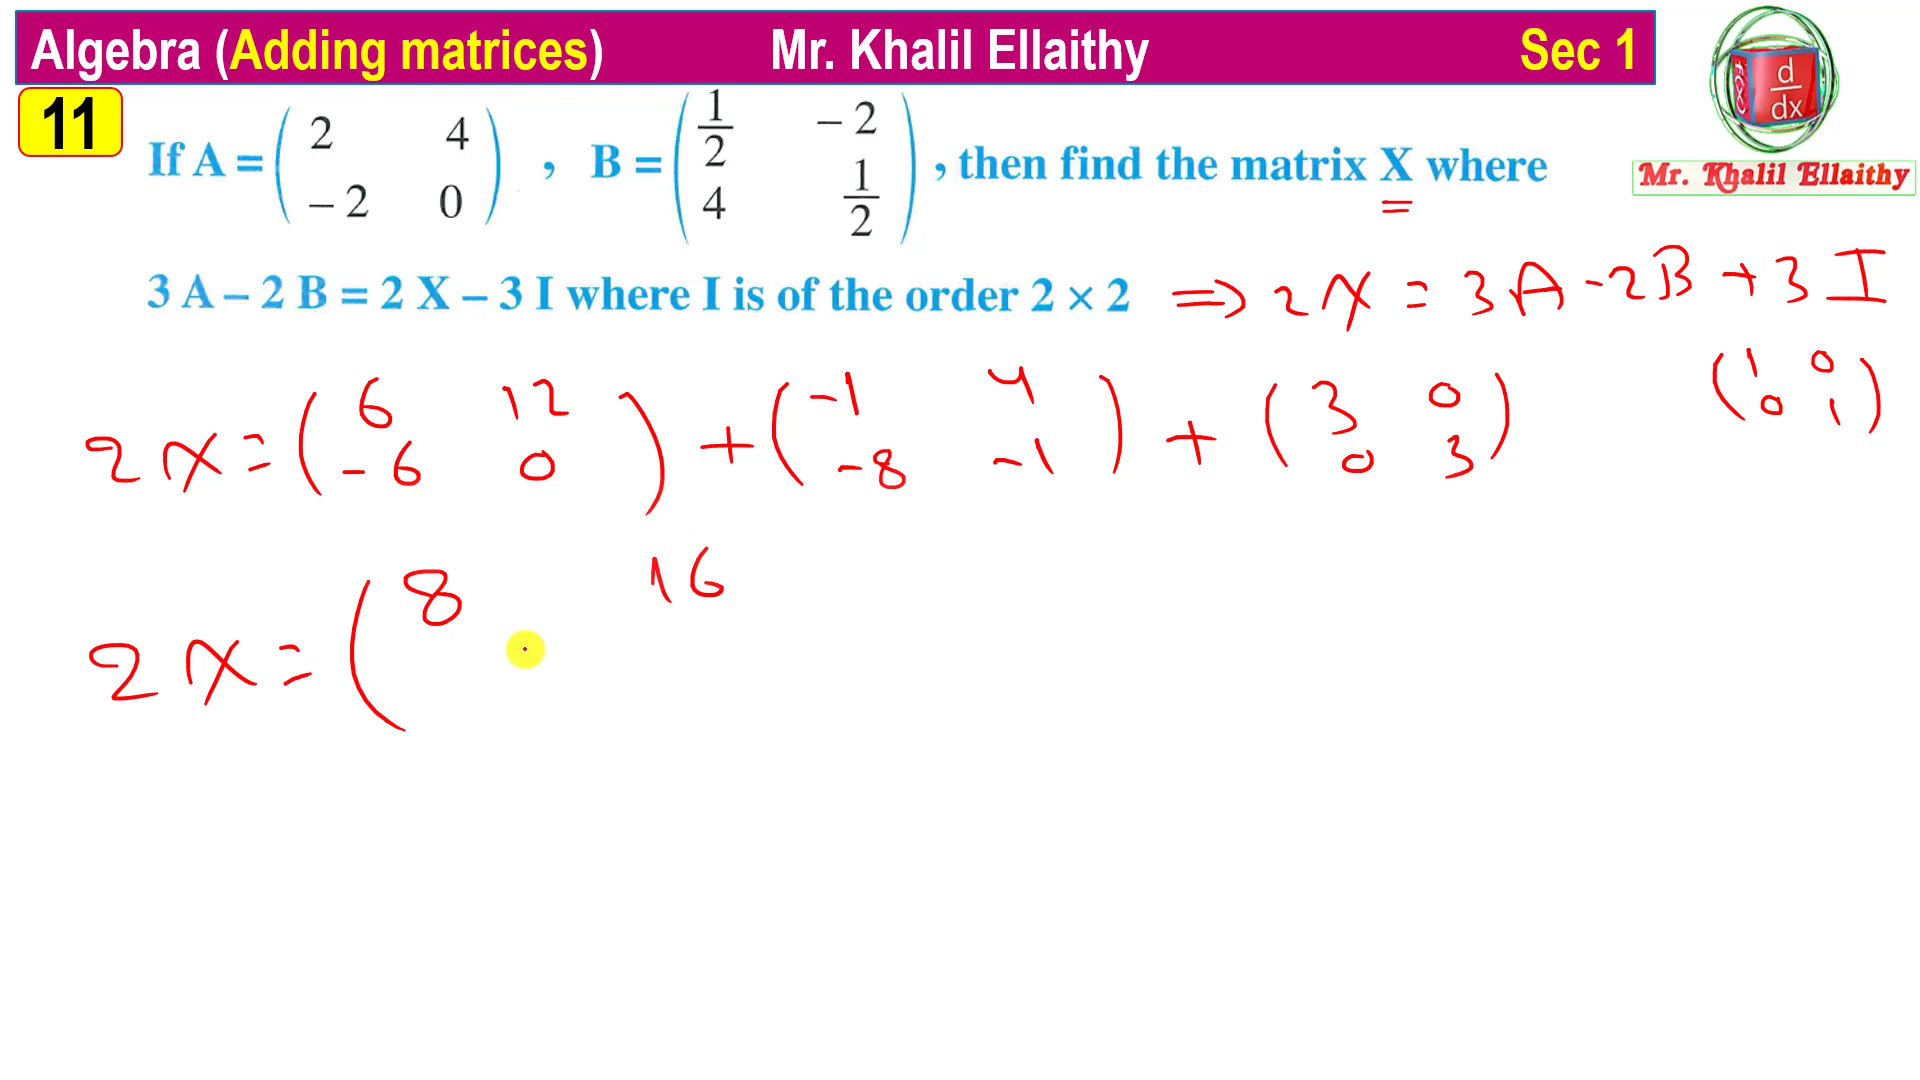 Algebra (Adding matrices) Mr. Khalil Ellaithy Sec 1
f(x) d/dx
Mr. Khalil Ellaithy
11
If A = ( 2 4 ; -2 0 ) , B = ( 1/2 -2 ; 4 1/2 ) , then find the matrix X where
3 A – 2 B = 2 X – 3 I where I is of the order 2 × 2 ⇒ 2X = 3A - 2B + 3I
( 1 0 ; 0 1 )
2X = ( 6 12 ; -6 0 ) + ( -1 4 ; -8 -1 ) + ( 3 0 ; 0 3 )
2X = ( 8 16